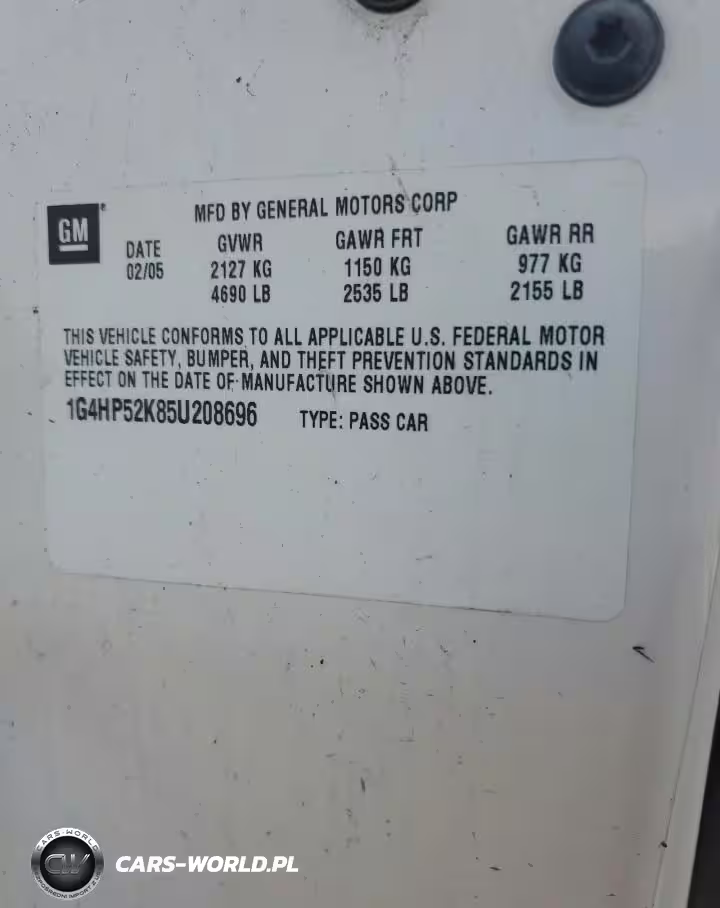 GM
MFD BY GENERAL MOTORS CORP
DATE GVWR GAWR FRT GAWR RR
02/05 2127 KG 1150 KG 977 KG
4690 LB 2535 LB 2155 LB
THIS VEHICLE CONFORMS TO ALL APPLICABLE U.S. FEDERAL MOTOR
VEHICLE SAFETY, BUMPER, AND THEFT PREVENTION STANDARDS IN
EFFECT ON THE DATE OF MANUFACTURE SHOWN ABOVE.
1G4HP52K85U208696 TYPE: PASS CAR
CARS-WORLD
CW
CARS-WORLD.PL